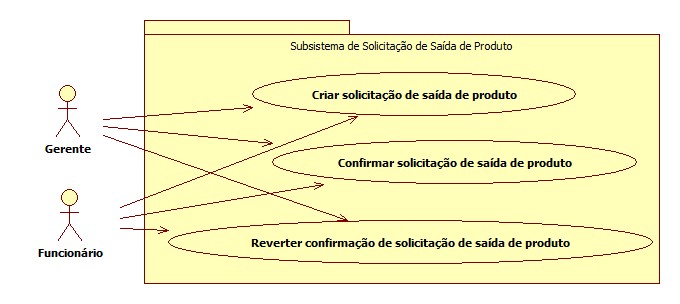 Subsistema de Solicitação de Saída de Produto
Criar solicitação de saída de produto
Gerente
Confirmar solicitação de saída de produto
Funcionário
Reverter confirmação de solicitação de saída de produto